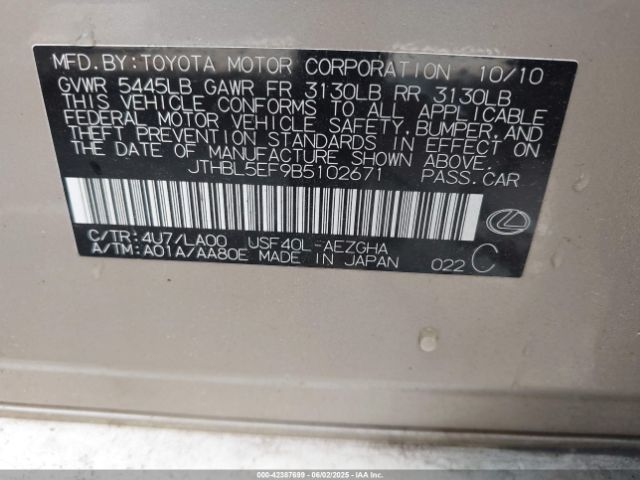 MFD.BY:TOYOTA MOTOR CORPORATION 10/10
GVWR 5445LB GAWR FR 3130LB RR 3130LB
THIS VEHICLE CONFORMS TO ALL APPLICABLE
FEDERAL MOTOR VEHICLE SAFETY,BUMPER,AND
THEFT PREVENTION STANDARDS IN EFFECT ON
THE DATE OF MANUFACTURE SHOWN ABOVE.
JTHBL5EF9B5102671 PASS.CAR
C/TR:4U7/LA00 USF40L-AEZGHA
A/TM:A01A/AA80E MADE IN JAPAN 022 C
000-42387699 - 06/02/2025 - IAA Inc.